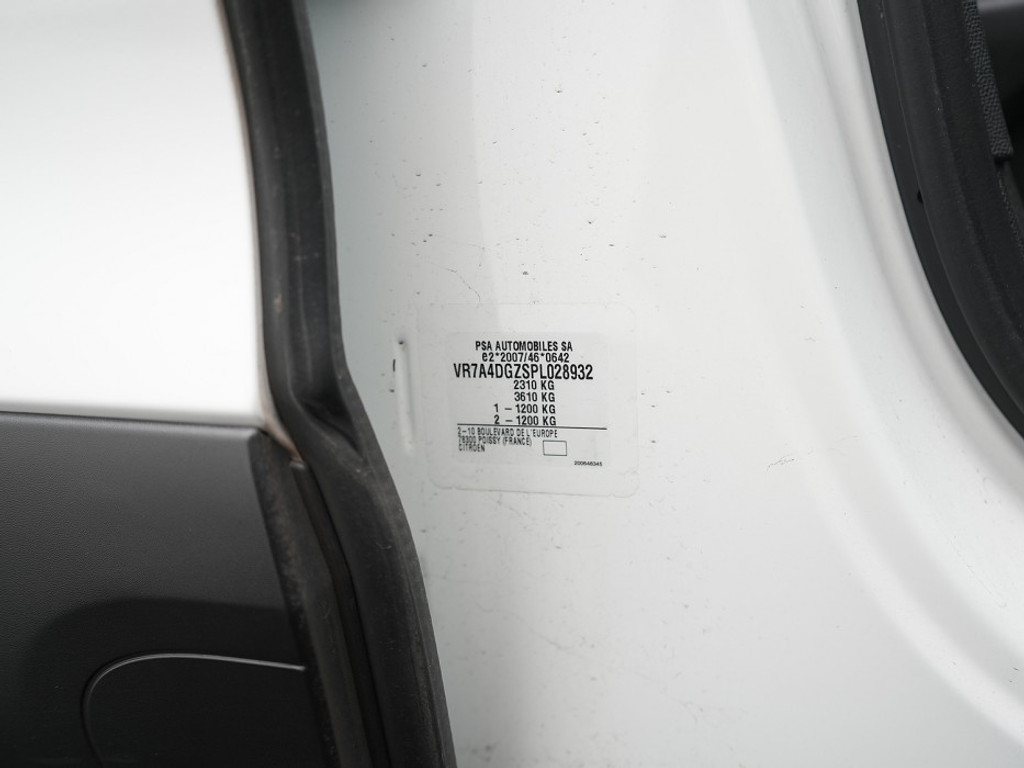 PSA AUTOMOBILES SA
e2*2007/46*0642
VR7A4DGZSPL028932
2310 KG
3610 KG
1 – 1200 KG
2 – 1200 KG
2–10 BOULEVARD DE L'EUROPE
78300 POISSY (FRANCE)
CITROEN